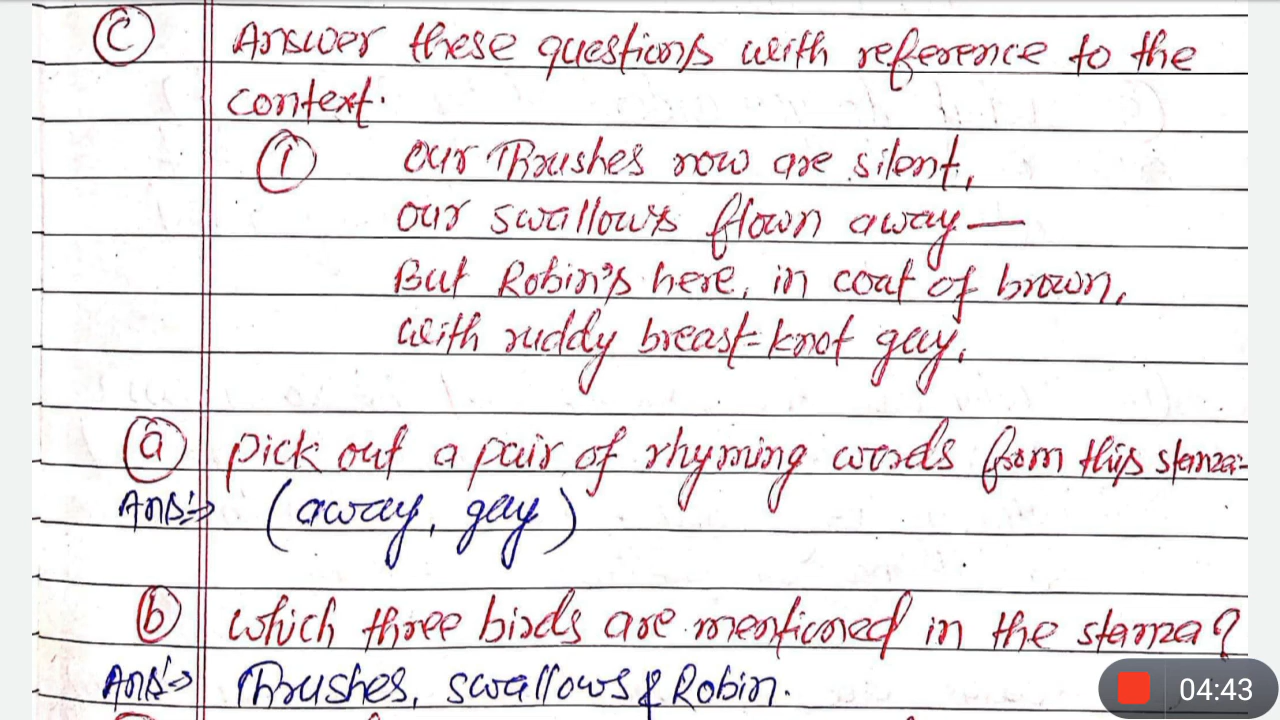 C Answer these questions with reference to the
context.
1 Our Thrushes now are silent,
our swallows flown away—
But Robin's here, in coat of brown,
with ruddy breast-knot gay.
a pick out a pair of rhyming words from this stanza:-
Ans:⇒ (away, gay)
b which three birds are mentioned in the stanza?
Ans:⇒ Thrushes, swallows & Robin.
04:43